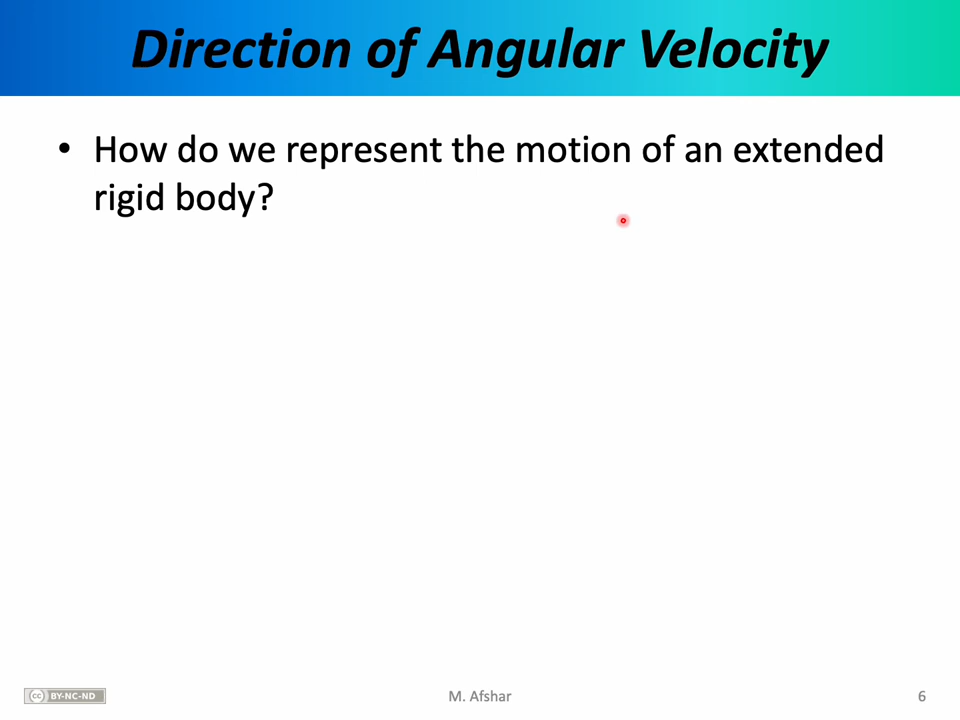 Direction of Angular Velocity
• How do we represent the motion of an extended
rigid body?
cc BY-NC-ND
M. Afshar
6